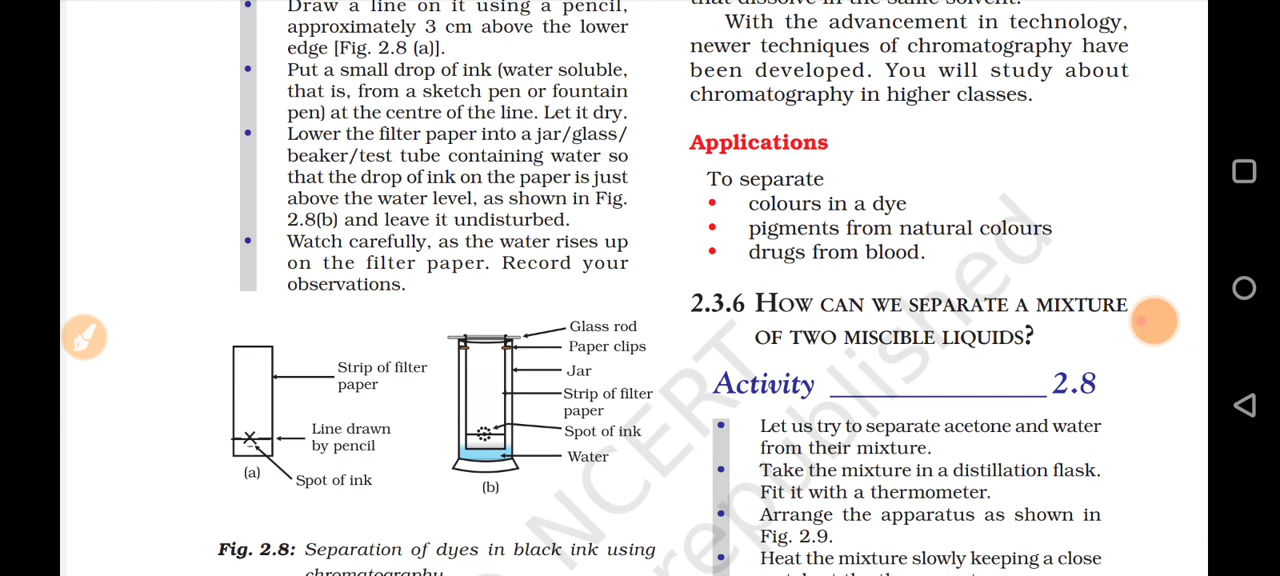 Draw a line on it using a pencil,
approximately 3 cm above the lower
edge [Fig. 2.8 (a)].
Put a small drop of ink (water soluble,
that is, from a sketch pen or fountain
pen) at the centre of the line. Let it dry.
Lower the filter paper into a jar/glass/
beaker/test tube containing water so
that the drop of ink on the paper is just
above the water level, as shown in Fig.
2.8(b) and leave it undisturbed.
Watch carefully, as the water rises up
on the filter paper. Record your
observations.
Strip of filter
paper
Line drawn
by pencil
Spot of ink
(a)
Glass rod
Paper clips
Jar
Strip of filter
paper
Spot of ink
Water
(b)
Fig. 2.8: Separation of dyes in black ink using
chromatography
that dissolve in the same solvent.
With the advancement in technology,
newer techniques of chromatography have
been developed. You will study about
chromatography in higher classes.
Applications
To separate
• colours in a dye
• pigments from natural colours
• drugs from blood.
2.3.6 HOW CAN WE SEPARATE A MIXTURE
OF TWO MISCIBLE LIQUIDS?
Activity 2.8
• Let us try to separate acetone and water
from their mixture.
• Take the mixture in a distillation flask.
Fit it with a thermometer.
• Arrange the apparatus as shown in
Fig. 2.9.
• Heat the mixture slowly keeping a close
NCERT
republished